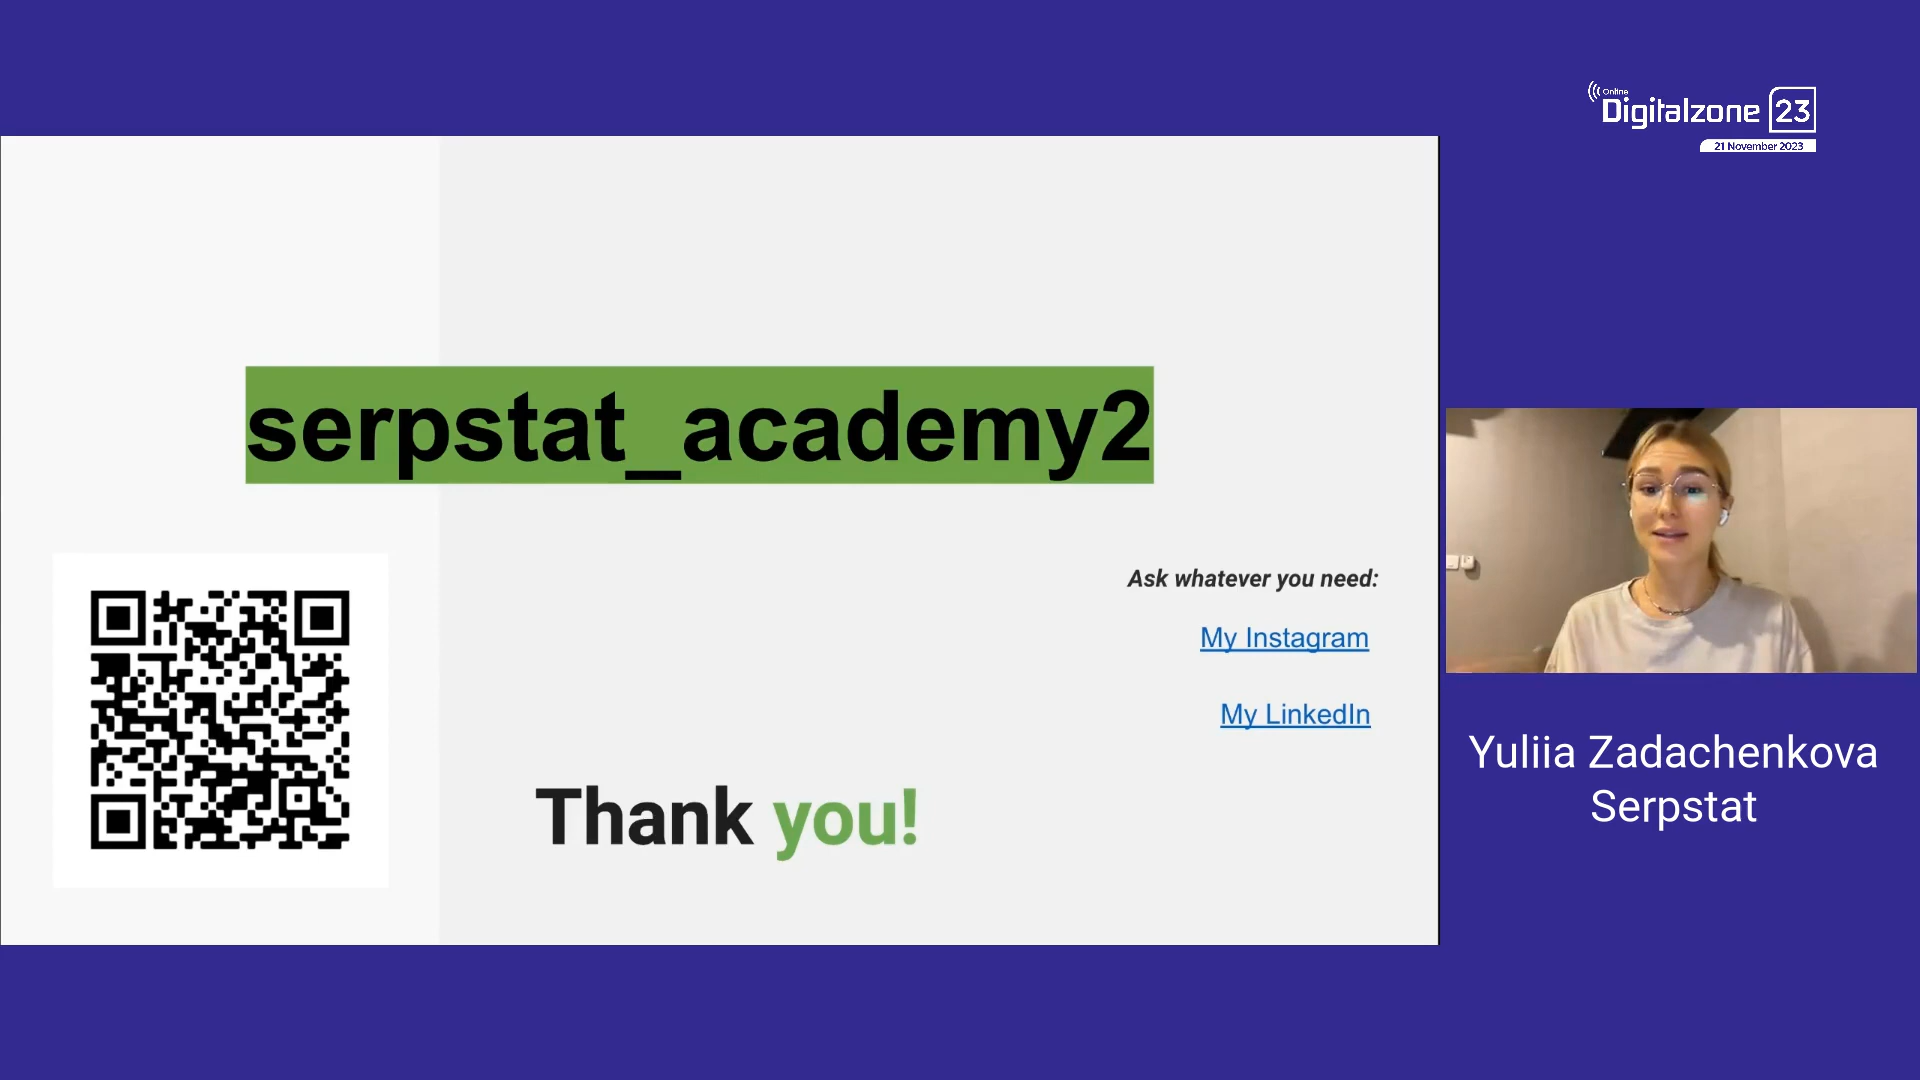 Online
Digitalzone 23
21 November 2023
serpstat_academy2
Ask whatever you need:
My Instagram
My LinkedIn
Thank you!
Yuliia Zadachenkova
Serpstat